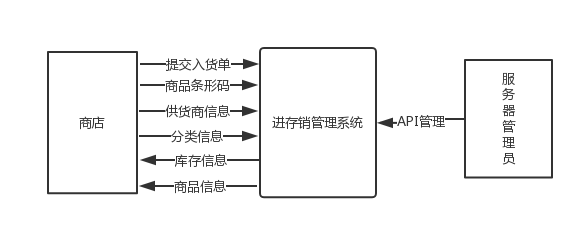 商店
提交入货单
商品条形码
供货商信息
分类信息
库存信息
商品信息
进存销管理系统
API管理
服务器管理员